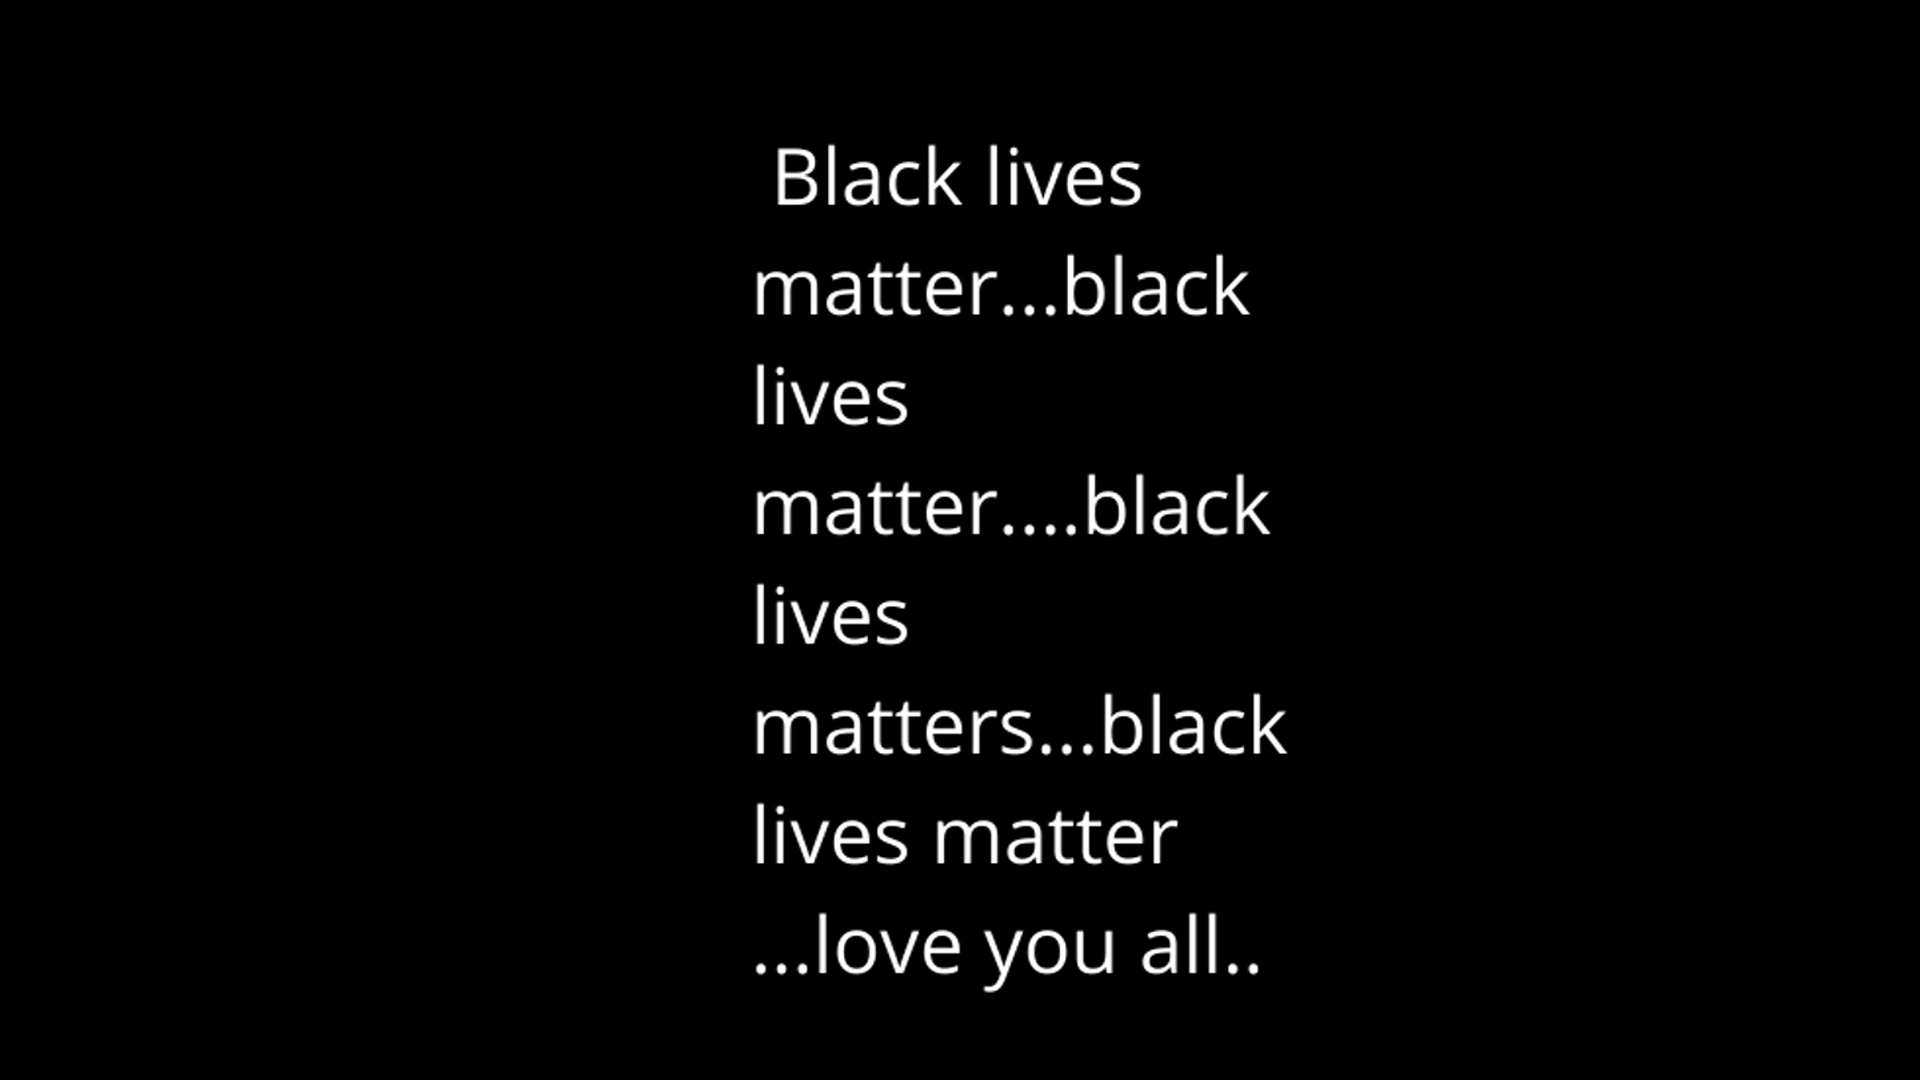 Black lives
matter...black
lives
matter....black
lives
matters...black
lives matter
...love you all..